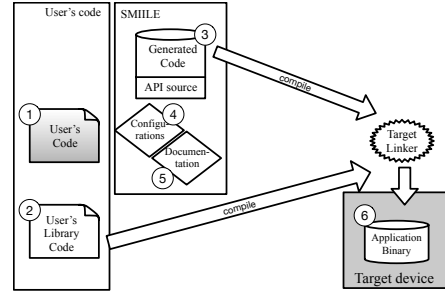 User's code
SMIILE
3
Generated
Code
API source
compile
1
User's
Code
4
Configu-
rations
Documen-
tation
5
Target
Linker
2
User's
Library
Code
compile
6
Application
Binary
Target device